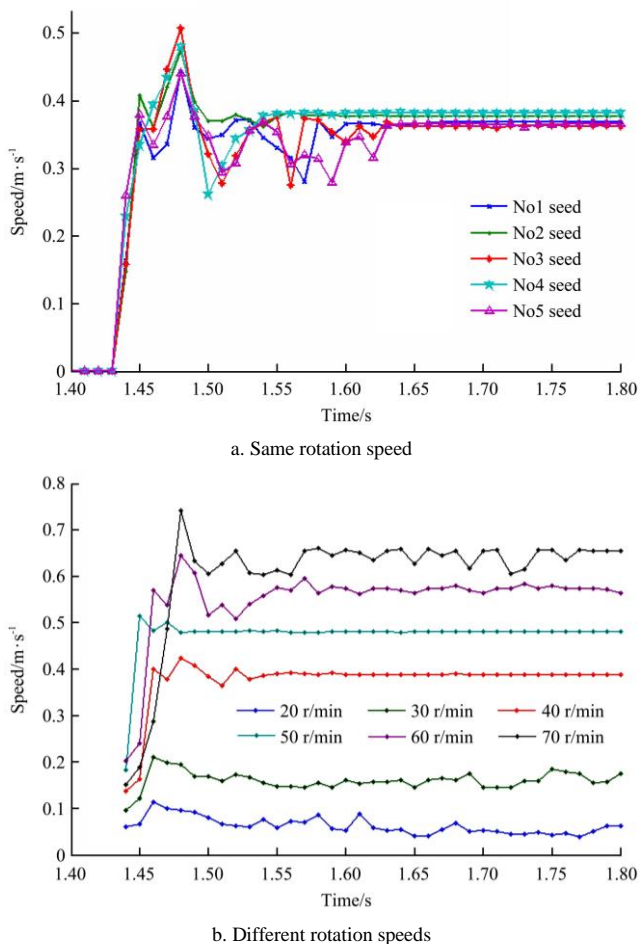 0.5
0.4
0.3
0.2
0.1
0
Speed/m·s⁻¹
No1 seed
No2 seed
No3 seed
No4 seed
No5 seed
1.40 1.45 1.50 1.55 1.60 1.65 1.70 1.75 1.80
Time/s
a. Same rotation speed
0.8
0.7
0.6
0.5
0.4
0.3
0.2
0.1
0
Speed/m·s⁻¹
20 r/min 30 r/min 40 r/min
50 r/min 60 r/min 70 r/min
1.40 1.45 1.50 1.55 1.60 1.65 1.70 1.75 1.80
Time/s
b. Different rotation speeds